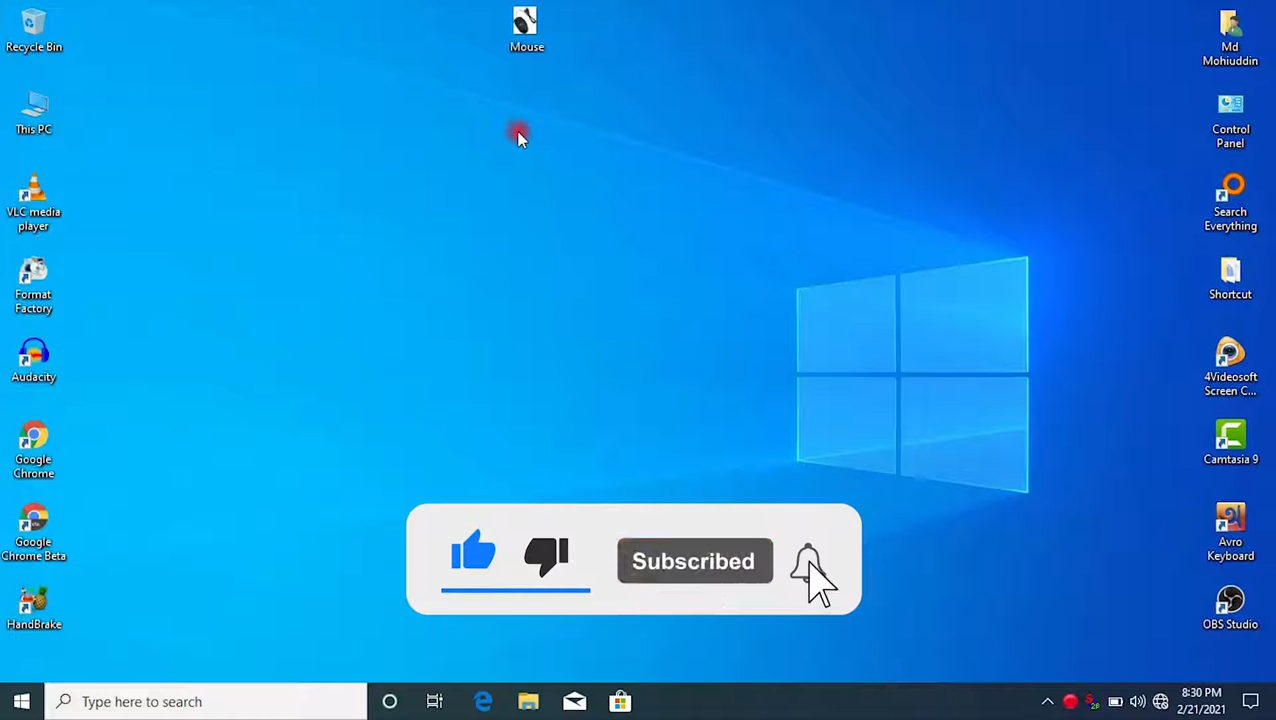 Recycle Bin
This PC
VLC media
player
Format
Factory
Audacity
Google
Chrome
Google
Chrome Beta
HandBrake
Mouse
Md
Mohiuddin
Control
Panel
Search
Everything
Shortcut
4Videosoft
Screen C...
Camtasia 9
Avro
Keyboard
OBS Studio
Subscribed
Type here to search
8:30 PM
2/21/2021